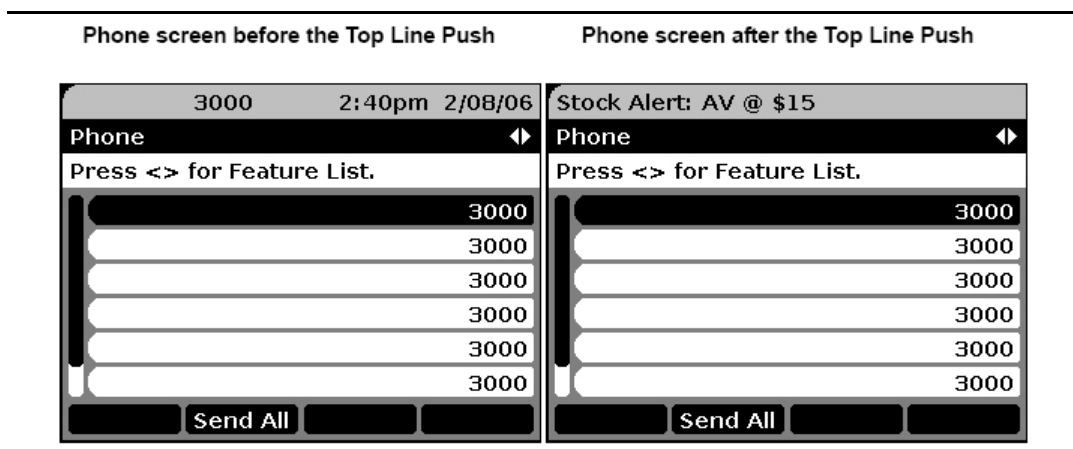 Phone screen before the Top Line Push
Phone screen after the Top Line Push
3000 2:40pm 2/08/06
Phone
Press <> for Feature List.
3000
3000
3000
3000
3000
3000
Send All
Stock Alert: AV @ $15
Phone
Press <> for Feature List.
3000
3000
3000
3000
3000
3000
Send All